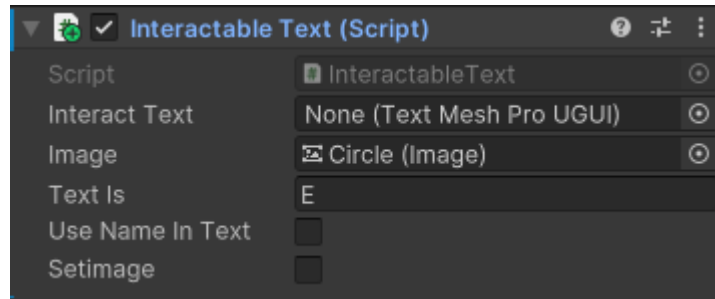 Interactable Text (Script)
Script InteractableText
Interact Text None (Text Mesh Pro UGUI)
Image Circle (Image)
Text Is E
Use Name In Text
Setimage